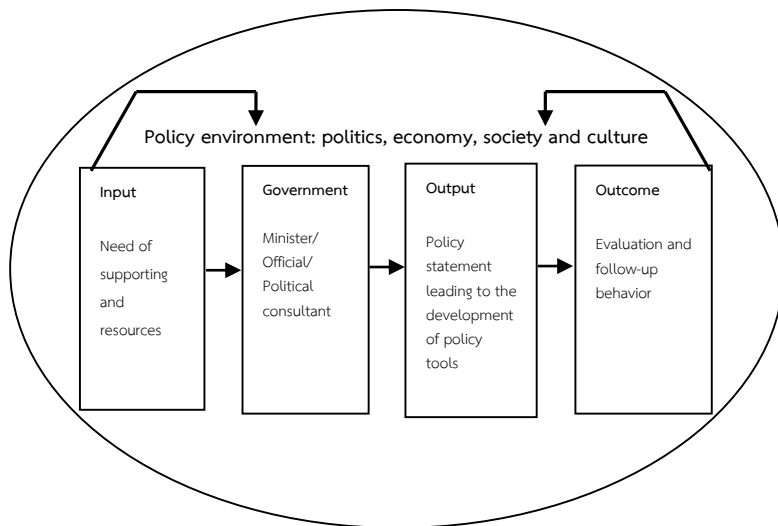 Policy environment: politics, economy, society and culture
Input
Need of
supporting
and
resources
Government
Minister/
Official/
Political
consultant
Output
Policy
statement
leading to the
development
of policy
tools
Outcome
Evaluation and
follow-up
behavior